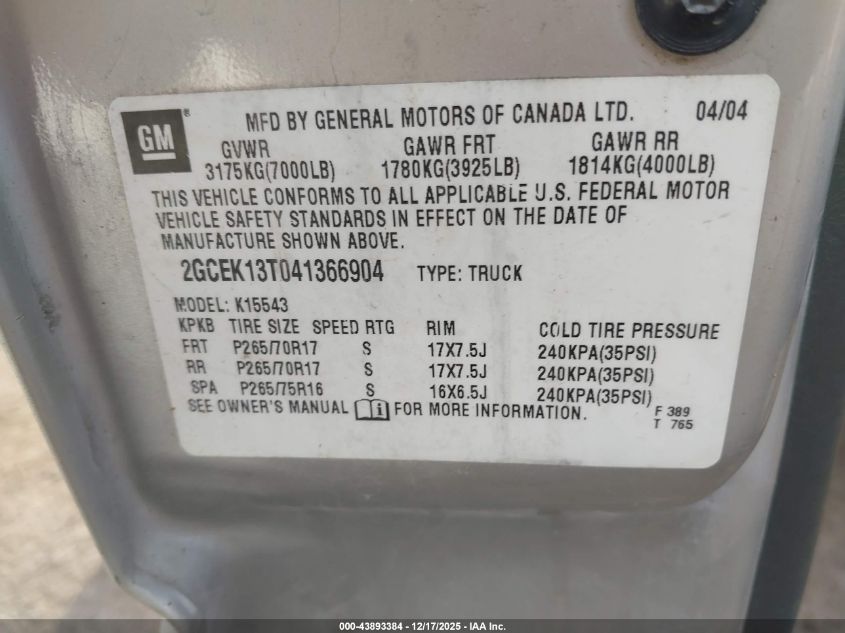 GM ® MFD BY GENERAL MOTORS OF CANADA LTD. 04/04
GVWR GAWR FRT GAWR RR
3175KG(7000LB) 1780KG(3925LB) 1814KG(4000LB)
THIS VEHICLE CONFORMS TO ALL APPLICABLE U.S. FEDERAL MOTOR
VEHICLE SAFETY STANDARDS IN EFFECT ON THE DATE OF
MANUFACTURE SHOWN ABOVE.
2GCEK13T041366904 TYPE: TRUCK
MODEL: K15543
KPKB TIRE SIZE SPEED RTG RIM COLD TIRE PRESSURE
FRT P265/70R17 S 17X7.5J 240KPA(35PSI)
RR P265/70R17 S 17X7.5J 240KPA(35PSI)
SPA P265/75R16 S 16X6.5J 240KPA(35PSI)
SEE OWNER'S MANUAL i FOR MORE INFORMATION. F 389
T 765
000-43893384 - 12/17/2025 - IAA Inc.